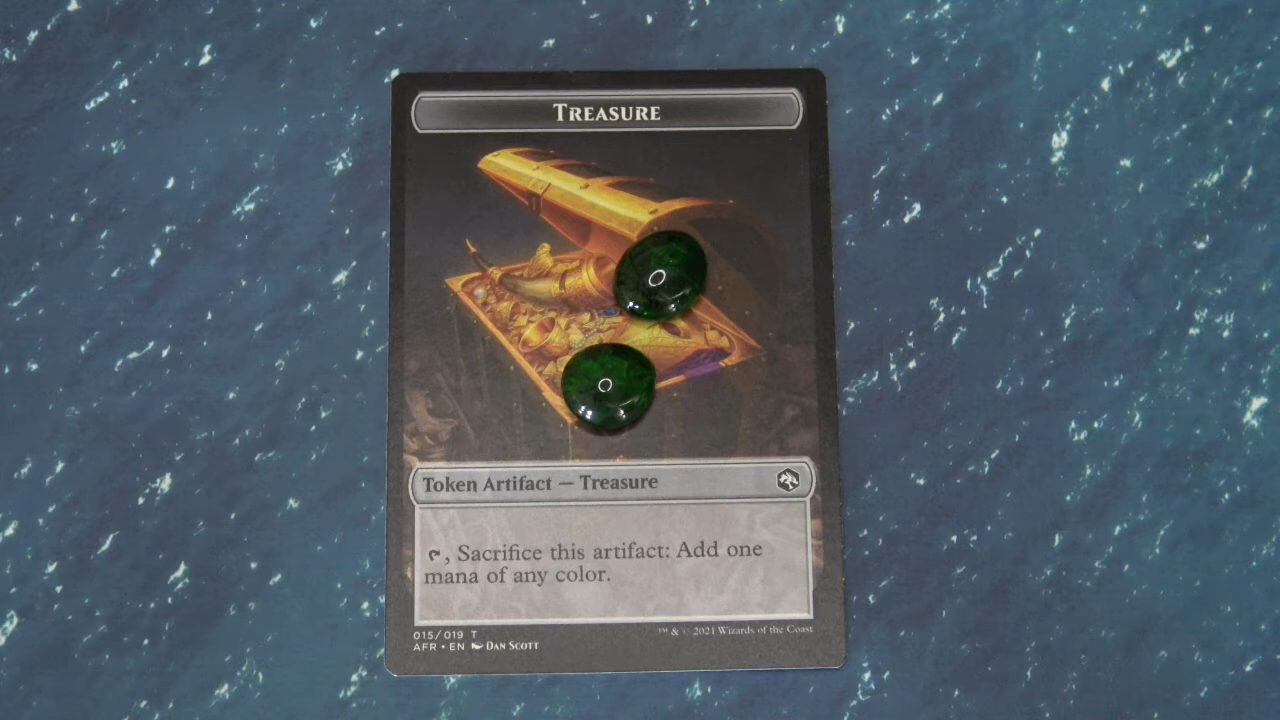 TREASURE
Token Artifact — Treasure
, Sacrifice this artifact: Add one
mana of any color.
015/019 T
AFR • EN DAN SCOTT
™ & © 2021 Wizards of the Coast